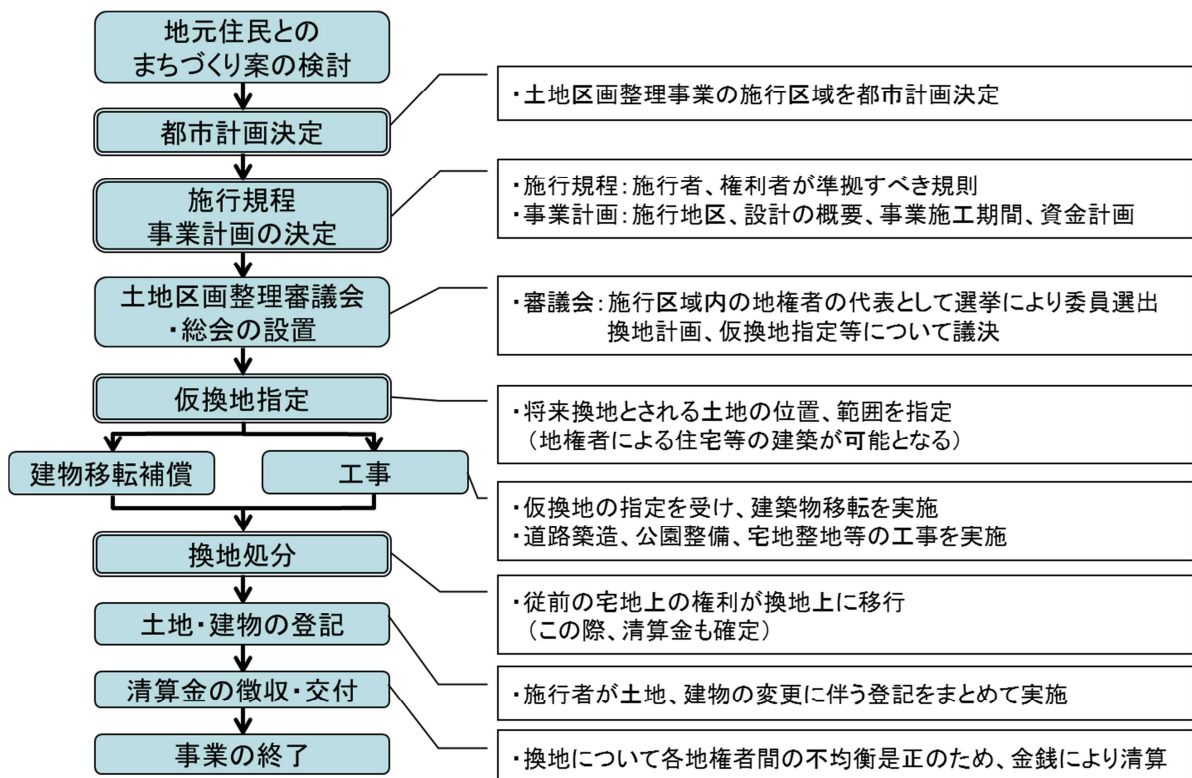 地元住民との
まちづくり案の検討
・土地区画整理事業の施行区域を都市計画決定
都市計画決定
施行規程
事業計画の決定
・施行規程：施行者、権利者が準拠すべき規則
・事業計画：施行地区、設計の概要、事業施工期間、資金計画
土地区画整理審議会
・総会の設置
・審議会：施行区域内の地権者の代表として選挙により委員選出
換地計画、仮換地指定等について議決
仮換地指定
・将来換地とされる土地の位置、範囲を指定
（地権者による住宅等の建築が可能となる）
建物移転補償
工事
・仮換地の指定を受け、建築物移転を実施
・道路築造、公園整備、宅地整地等の工事を実施
換地処分
・従前の宅地上の権利が換地上に移行
（この際、清算金も確定）
土地・建物の登記
・施行者が土地、建物の変更に伴う登記をまとめて実施
清算金の徴収・交付
・換地について各地権者間の不均衡是正のため、金銭により清算
事業の終了